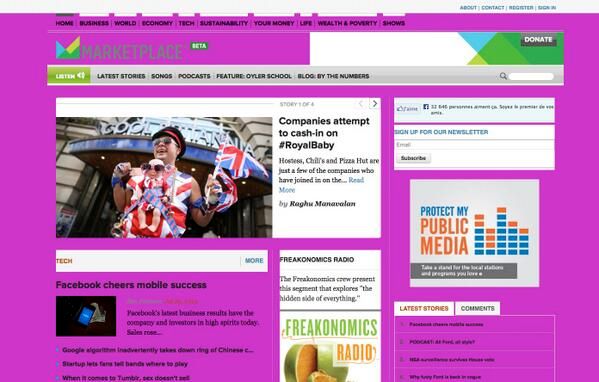 ABOUT | CONTACT | REGISTER | SIGN IN
HOME BUSINESS WORLD ECONOMY TECH SUSTAINABILITY YOUR MONEY LIFE WEALTH & POVERTY SHOWS
MARKETPLACE BETA
DONATE
LISTEN LATEST STORIES SONGS PODCASTS FEATURE: OYLER SCHOOL BLOG: BY THE NUMBERS
STORY 1 OF 4
Companies attempt
to cash-in on
#RoyalBaby
Hostess, Chili's and Pizza Hut are
just a few of the companies who
have joined in on the... Read
More
by Raghu Manavalan
J'aime 32 646 personnes aiment ça. Soyez le premier de vos
amis.
SIGN UP FOR OUR NEWSLETTER
Email
Subscribe
PROTECT MY
PUBLIC
MEDIA
Take a stand for the local stations
and programs you love
TECH MORE
Facebook cheers mobile success
Facebook's latest business results have the
company and investors in high spirits today.
Sales rose...
Google algorithm inadvertently takes down ring of Chinese c...
Startup lets fans tell bands where to play
When it comes to Tumblr, sex doesn't sell
FREAKONOMICS RADIO
The Freakonomics crew present
this segment that explores "the
hidden side of everything."
FREAKONOMICS
RADIO
LATEST STORIES COMMENTS
1. Facebook cheers mobile success
2. PODCAST: All Ford, all style?
3. NSA surveillance survives House vote
4. Why fusty Ford is back in vogue